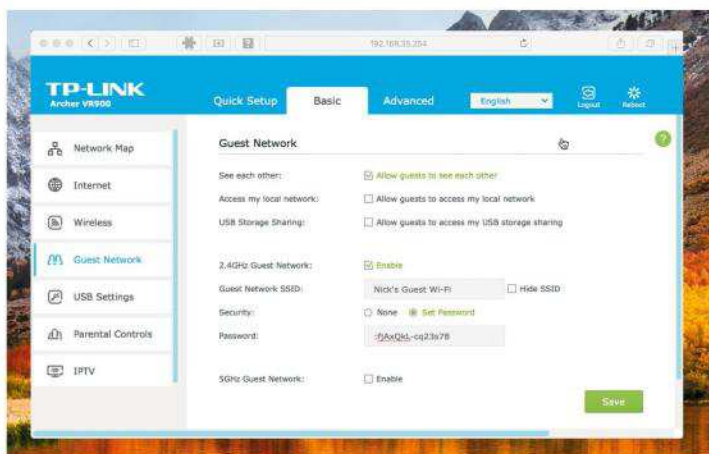 192.168.35.254
TP-LINK
Archer VR900
Quick Setup
Basic
Advanced
English
Logout
Reboot
Network Map
Internet
Wireless
Guest Network
USB Settings
Parental Controls
IPTV
Guest Network
?
See each other: Allow guests to see each other
Access my local network: Allow guests to access my local network
USB Storage Sharing: Allow guests to access my USB storage sharing
2.4GHz Guest Network: Enable
Guest Network SSID: Nick's Guest Wi-Fi Hide SSID
Security: None Set Password
Password: :fjAxQkL-cq23s76
5GHz Guest Network: Enable
Save